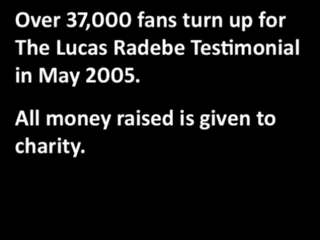 Over 37,000 fans turn up for
The Lucas Radebe Testimonial
in May 2005.
All money raised is given to
charity.